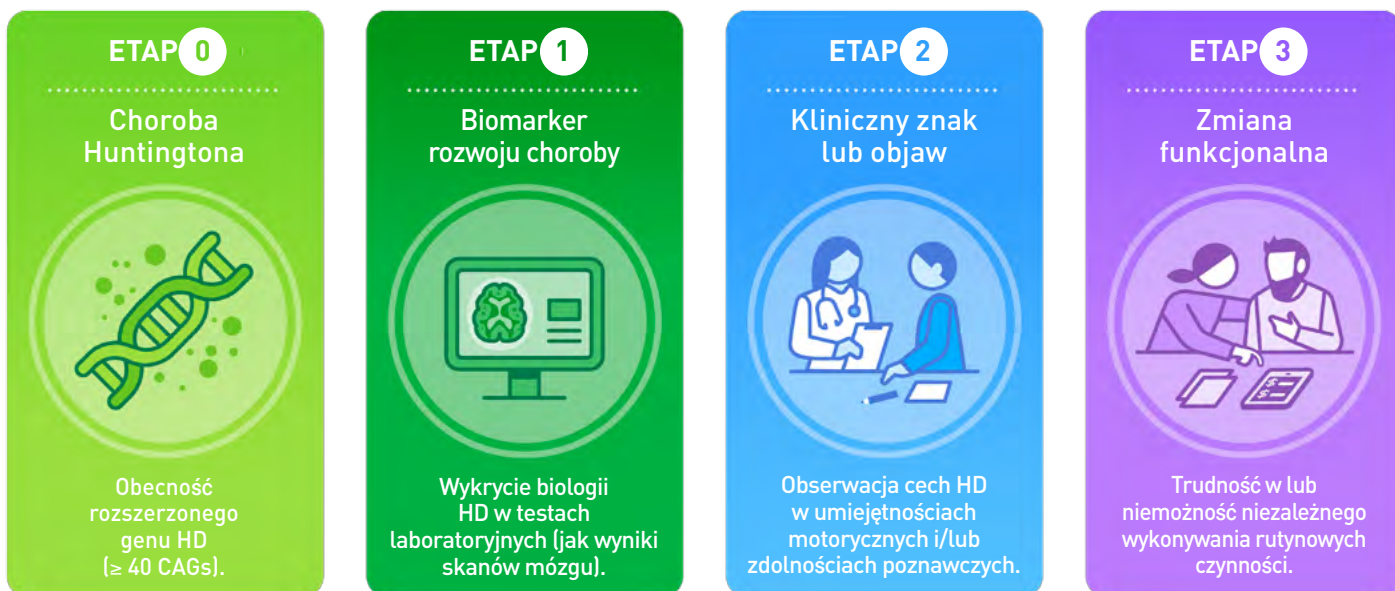 ETAP 0
Choroba
Huntingtona
Obecność
rozszerzonego
genu HD
(≥ 40 CAGs).
ETAP 1
Biomarker
rozwoju choroby
Wykrycie biologii
HD w testach
laboratoryjnych (jak wyniki
skanów mózgu).
ETAP 2
Kliniczny znak
lub objaw
Obserwacja cech HD
w umiejętnościach
motorycznych i/lub
zdolnościach poznawczych.
ETAP 3
Zmiana
funkcjonalna
Trudność w lub
niemożność niezależnego
wykonywania rutynowych
czynności.